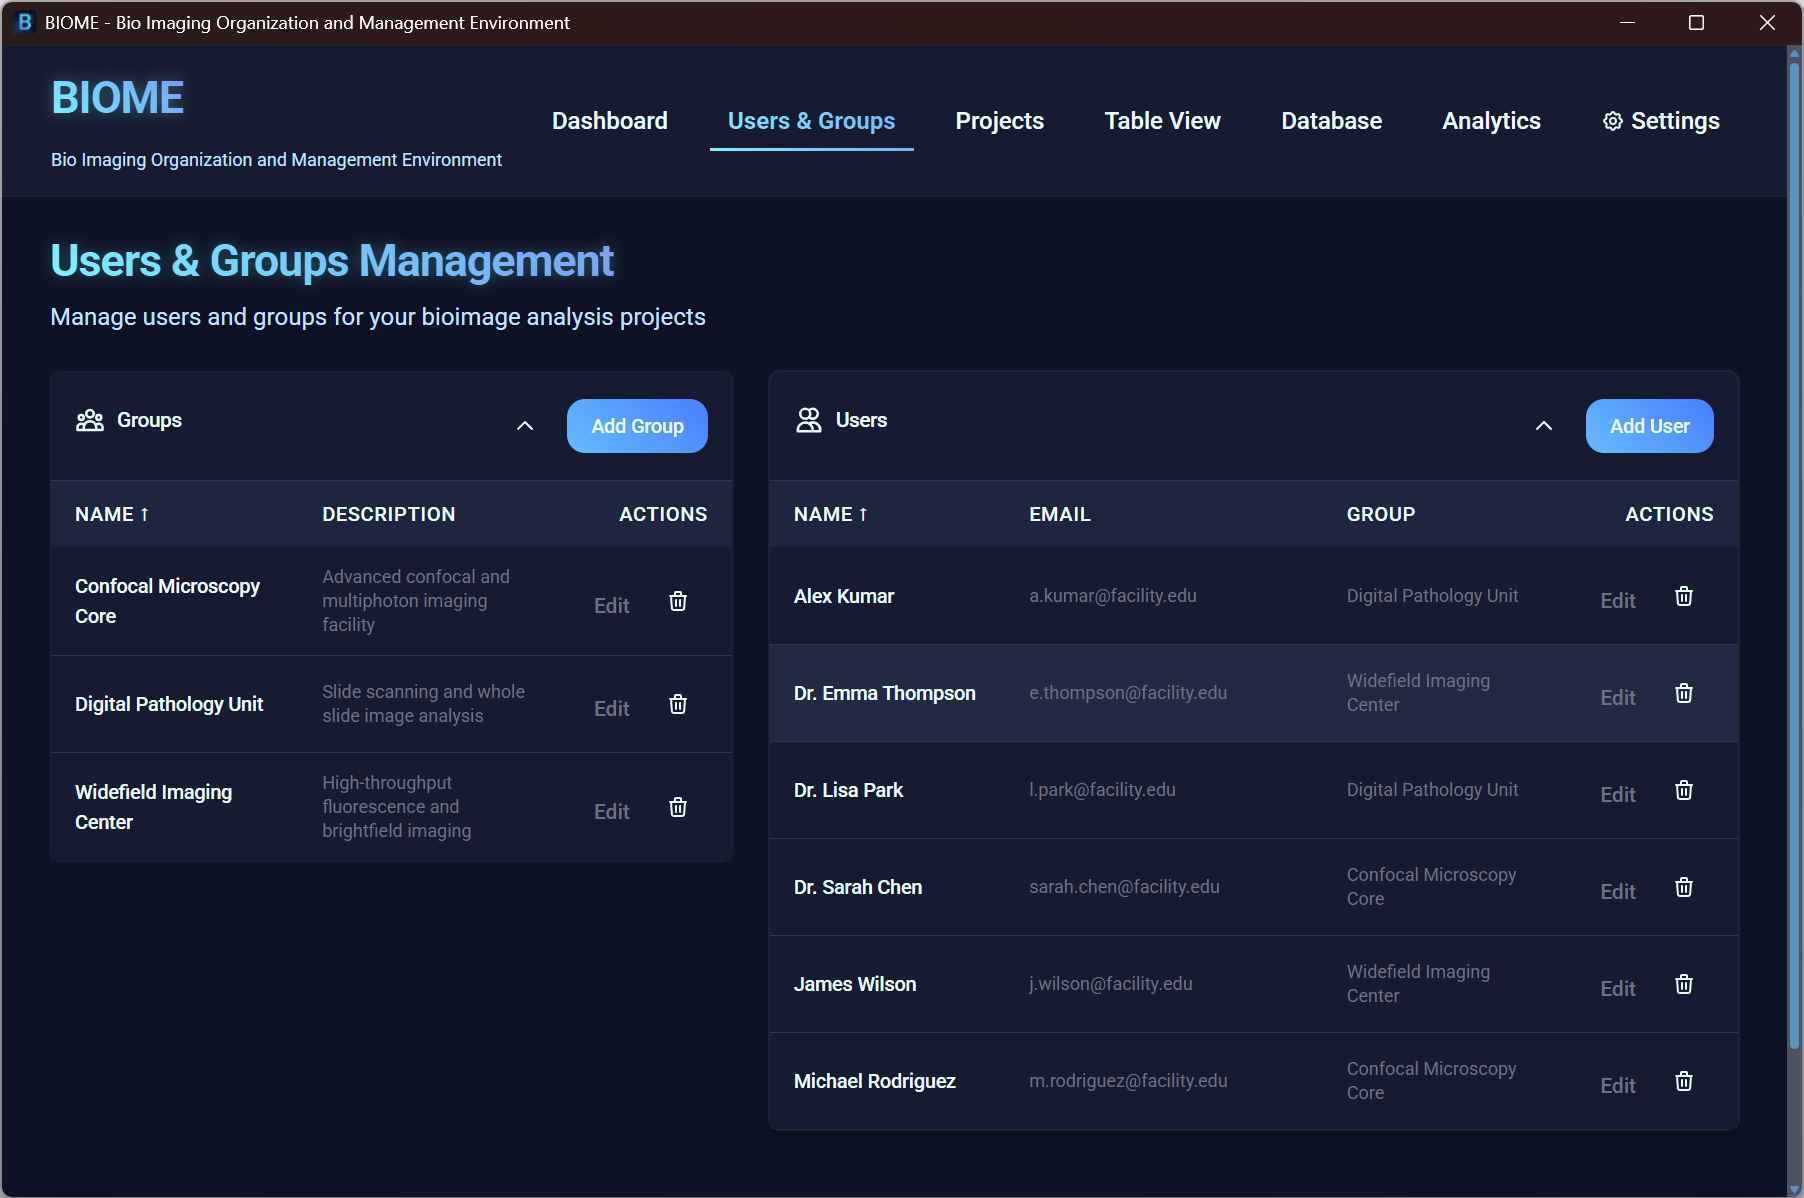 BIOME - Bio Imaging Organization and Management Environment
BIOME
Bio Imaging Organization and Management Environment
Dashboard
Users & Groups
Projects
Table View
Database
Analytics
Settings
Users & Groups Management
Manage users and groups for your bioimage analysis projects
Groups
Add Group
NAME ↑ DESCRIPTION ACTIONS
Confocal Microscopy
Core
Advanced confocal and
multiphoton imaging
facility
Edit
Digital Pathology Unit
Slide scanning and whole
slide image analysis
Edit
Widefield Imaging
Center
High-throughput
fluorescence and
brightfield imaging
Edit
Users
Add User
NAME ↑ EMAIL GROUP ACTIONS
Alex Kumar a.kumar@facility.edu Digital Pathology Unit Edit
Dr. Emma Thompson e.thompson@facility.edu
Widefield Imaging
Center
Edit
Dr. Lisa Park l.park@facility.edu Digital Pathology Unit Edit
Dr. Sarah Chen sarah.chen@facility.edu
Confocal Microscopy
Core
Edit
James Wilson j.wilson@facility.edu
Widefield Imaging
Center
Edit
Michael Rodriguez m.rodriguez@facility.edu
Confocal Microscopy
Core
Edit